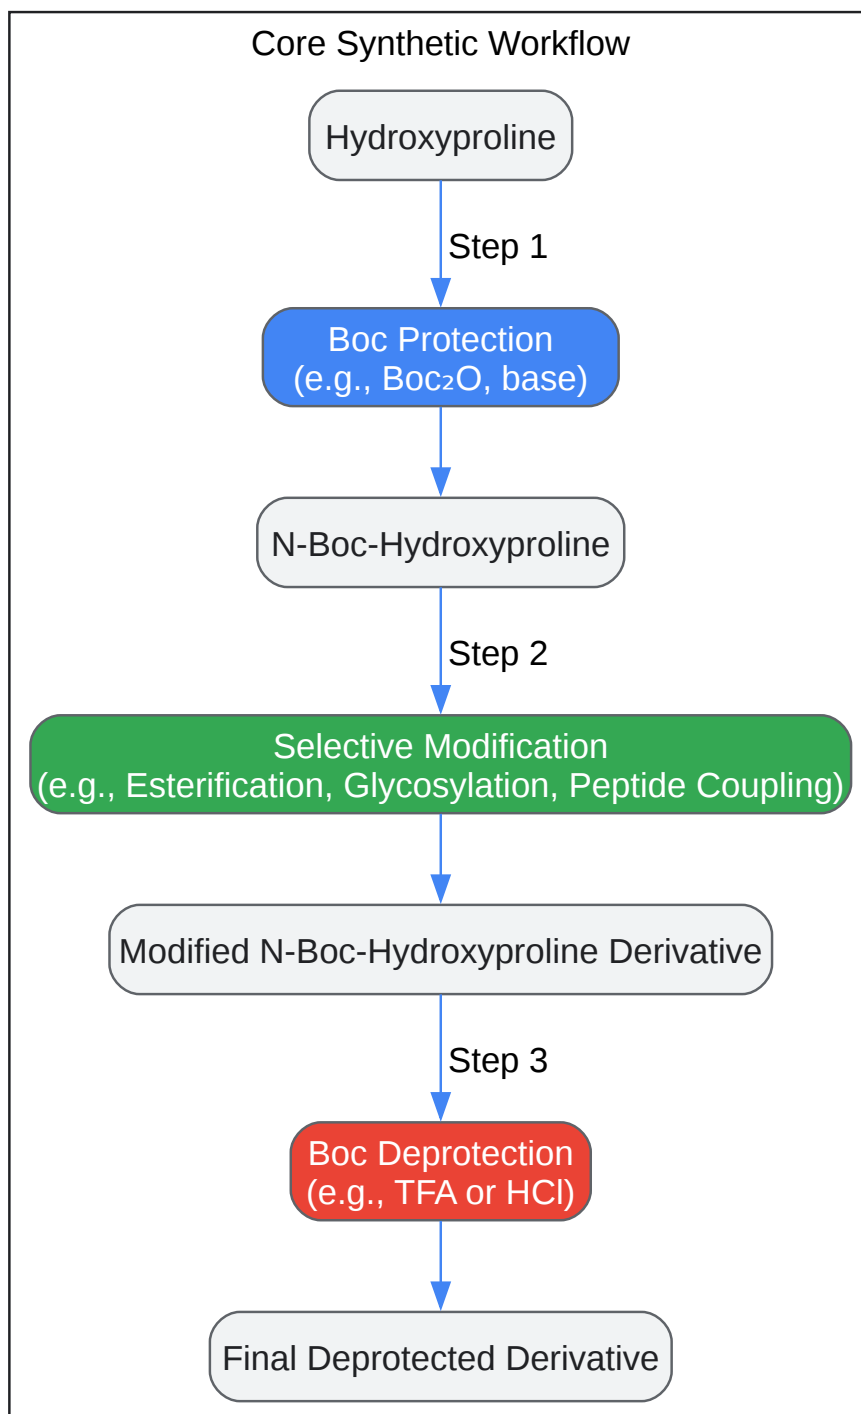 Core Synthetic Workflow
Hydroxyproline
Step 1
Boc Protection
(e.g., Boc₂O, base)
N-Boc-Hydroxyproline
Step 2
Selective Modification
(e.g., Esterification, Glycosylation, Peptide Coupling)
Modified N-Boc-Hydroxyproline Derivative
Step 3
Boc Deprotection
(e.g., TFA or HCl)
Final Deprotected Derivative